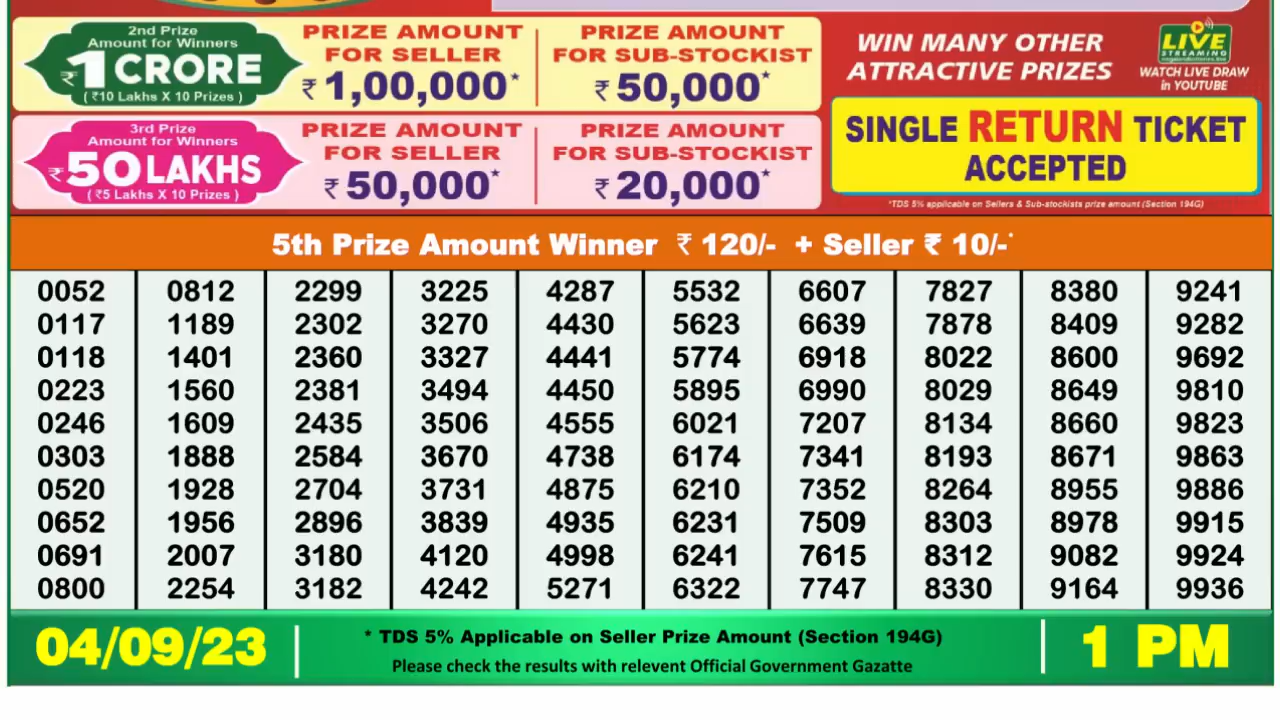 2nd Prize
Amount for Winners
₹1 CRORE
( ₹10 Lakhs X 10 Prizes )
PRIZE AMOUNT
FOR SELLER
₹ 1,00,000*
PRIZE AMOUNT
FOR SUB-STOCKIST
₹ 50,000*
WIN MANY OTHER
ATTRACTIVE PRIZES
LIVE
STREAMING
WATCH LIVE DRAW
in YOUTUBE
3rd Prize
Amount for Winners
₹50 LAKHS
( ₹5 Lakhs X 10 Prizes )
PRIZE AMOUNT
FOR SELLER
₹ 50,000*
PRIZE AMOUNT
FOR SUB-STOCKIST
₹ 20,000*
SINGLE RETURN TICKET
ACCEPTED
*TDS 5% applicable on Sellers & Sub-stockists prize amount (Section 194G)
5th Prize Amount Winner ₹ 120/- + Seller ₹ 10/-*
0052 0812 2299 3225 4287 5532 6607 7827 8380 9241
0117 1189 2302 3270 4430 5623 6639 7878 8409 9282
0118 1401 2360 3327 4441 5774 6918 8022 8600 9692
0223 1560 2381 3494 4450 5895 6990 8029 8649 9810
0246 1609 2435 3506 4555 6021 7207 8134 8660 9823
0303 1888 2584 3670 4738 6174 7341 8193 8671 9863
0520 1928 2704 3731 4875 6210 7352 8264 8955 9886
0652 1956 2896 3839 4935 6231 7509 8303 8978 9915
0691 2007 3180 4120 4998 6241 7615 8312 9082 9924
0800 2254 3182 4242 5271 6322 7747 8330 9164 9936
04/09/23
* TDS 5% Applicable on Seller Prize Amount (Section 194G)
Please check the results with relevent Official Government Gazatte
1 PM